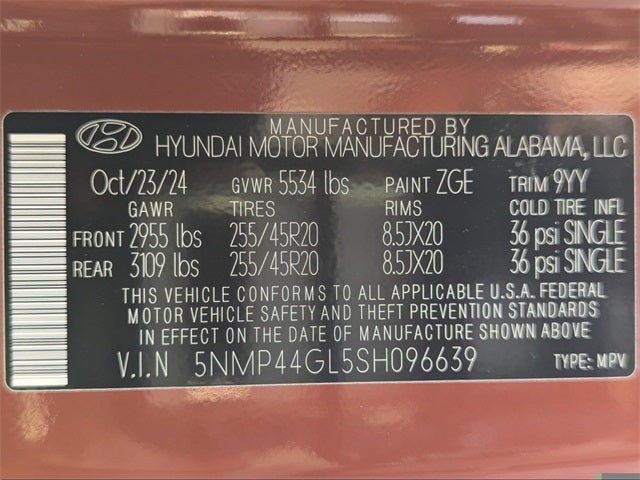 MANUFACTURED BY
HYUNDAI MOTOR MANUFACTURING ALABAMA, LLC
Oct/23/24 GVWR 5534 lbs PAINT ZGE TRIM 9YY
GAWR TIRES RIMS COLD TIRE INFL
FRONT 2955 lbs 255/45R20 8.5JX20 36 psi SINGLE
REAR 3109 lbs 255/45R20 8.5JX20 36 psi SINGLE
THIS VEHICLE CONFORMS TO ALL APPLICABLE U.S.A. FEDERAL
MOTOR VEHICLE SAFETY AND THEFT PREVENTION STANDARDS
IN EFFECT ON THE DATE OF MANUFACTURE SHOWN ABOVE
V.I.N 5NMP44GL5SH096639 TYPE: MPV